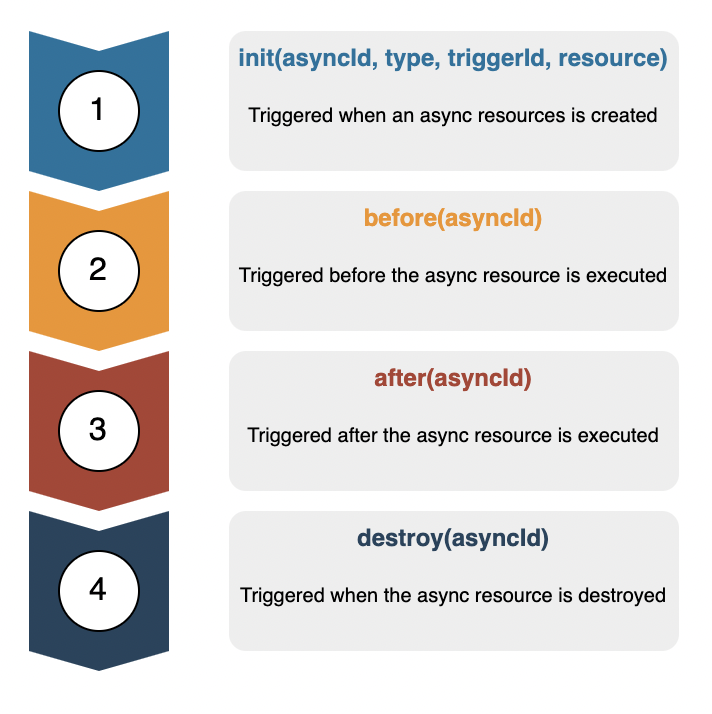 1
init(asyncId, type, triggerId, resource)
Triggered when an async resources is created
2
before(asyncId)
Triggered before the async resource is executed
3
after(asyncId)
Triggered after the async resource is executed
4
destroy(asyncId)
Triggered when the async resource is destroyed